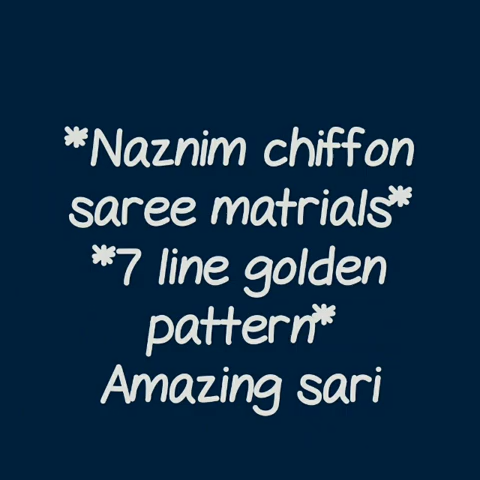 *Naznim chiffon
saree matrials*
*7 line golden
pattern*
Amazing sari